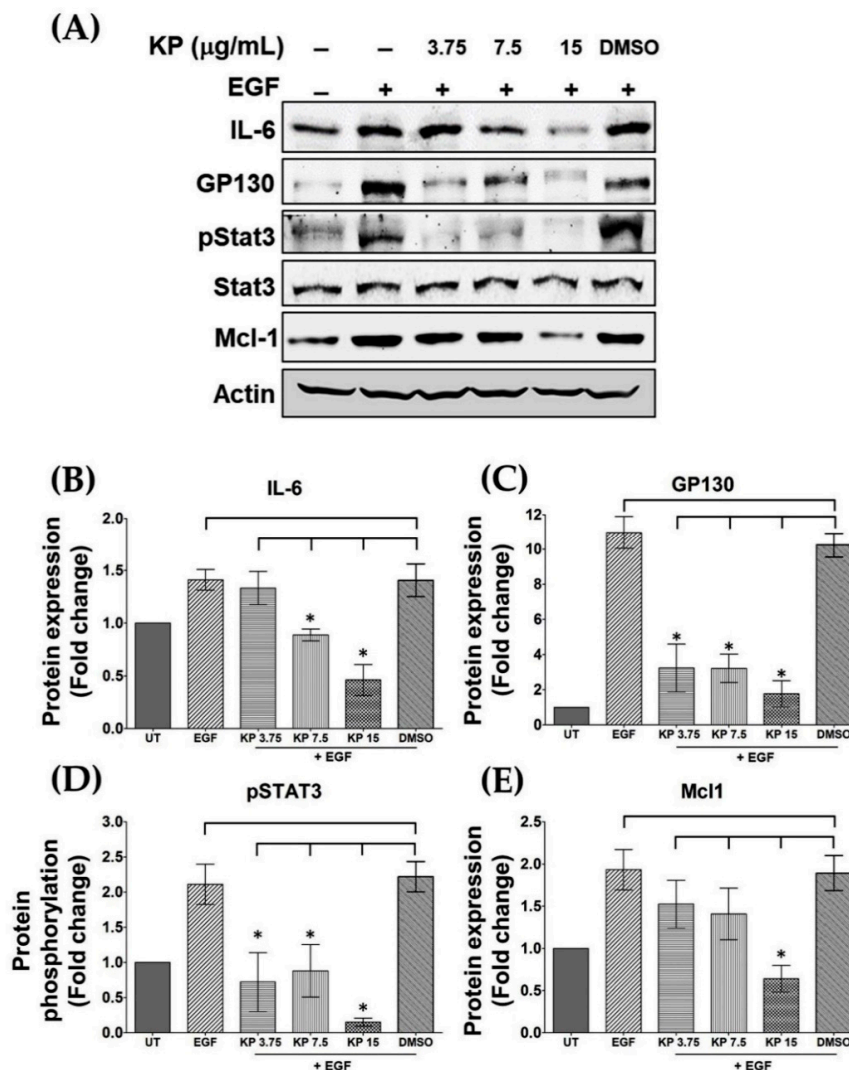 (A)
KP (μg/mL) – – 3.75 7.5 15 DMSO
EGF – + + + + +
IL-6
GP130
pStat3
Stat3
Mcl-1
Actin
(B)
IL-6
Protein expression
(Fold change)
2.0
1.5
1.0
0.5
0.0
UT EGF KP 3.75 KP 7.5 KP 15 DMSO
* *
+ EGF
(C)
GP130
Protein expression
(Fold change)
12
10
8
6
4
2
0
UT EGF KP 3.75 KP 7.5 KP 15 DMSO
* * *
+ EGF
(D)
pSTAT3
Protein
phosphorylation
(Fold change)
3.0
2.5
2.0
1.5
1.0
0.5
0.0
UT EGF KP 3.75 KP 7.5 KP 15 DMSO
* * *
+ EGF
(E)
Mcl1
Protein expression
(Fold change)
2.5
2.0
1.5
1.0
0.5
0.0
UT EGF KP 3.75 KP 7.5 KP 15 DMSO
*
+ EGF